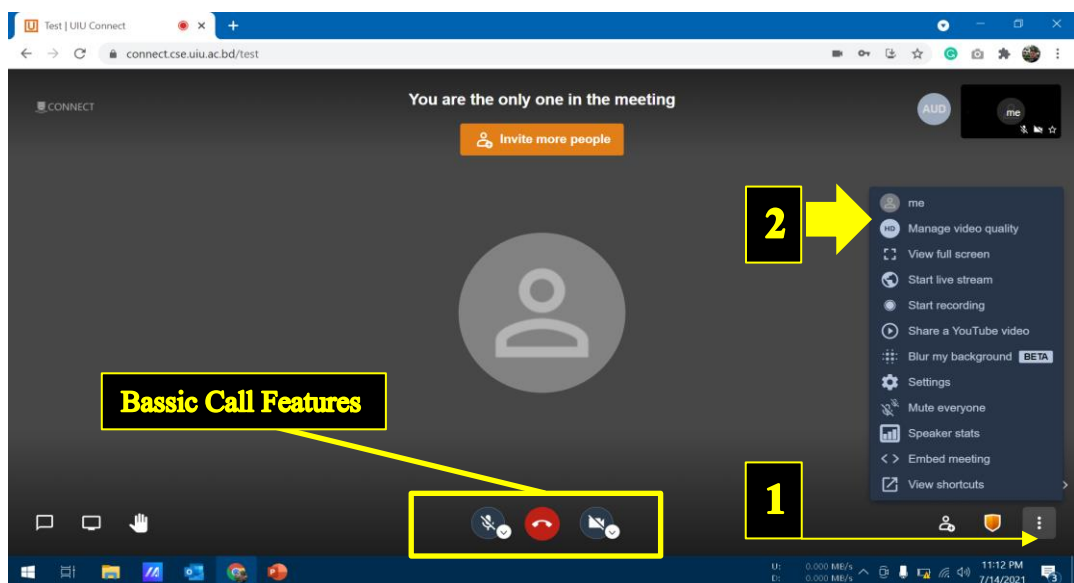 Test | UIU Connect
connect.cse.uiu.ac.bd/test
CONNECT
You are the only one in the meeting
Invite more people
AUD
me
2
me
HD Manage video quality
View full screen
Start live stream
Start recording
Share a YouTube video
Blur my background BETA
Settings
Mute everyone
Speaker stats
Embed meeting
View shortcuts
Bassic Call Features
1
U: 0.000 MB/s
D: 0.000 MB/s
11:12 PM
7/14/2021
3